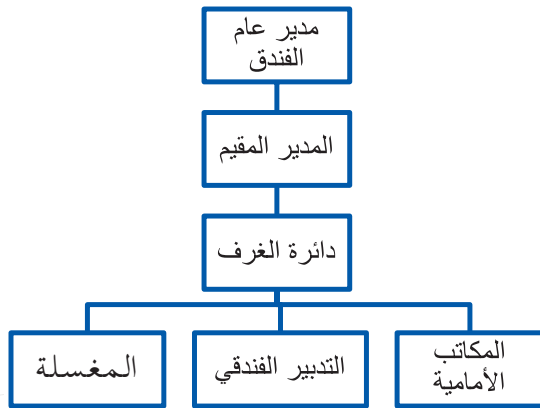 مدير عام
الفندق
المدير المقيم
دائرة الغرف
المكاتب
الأمامية
التدبير الفندقي
المغسلة